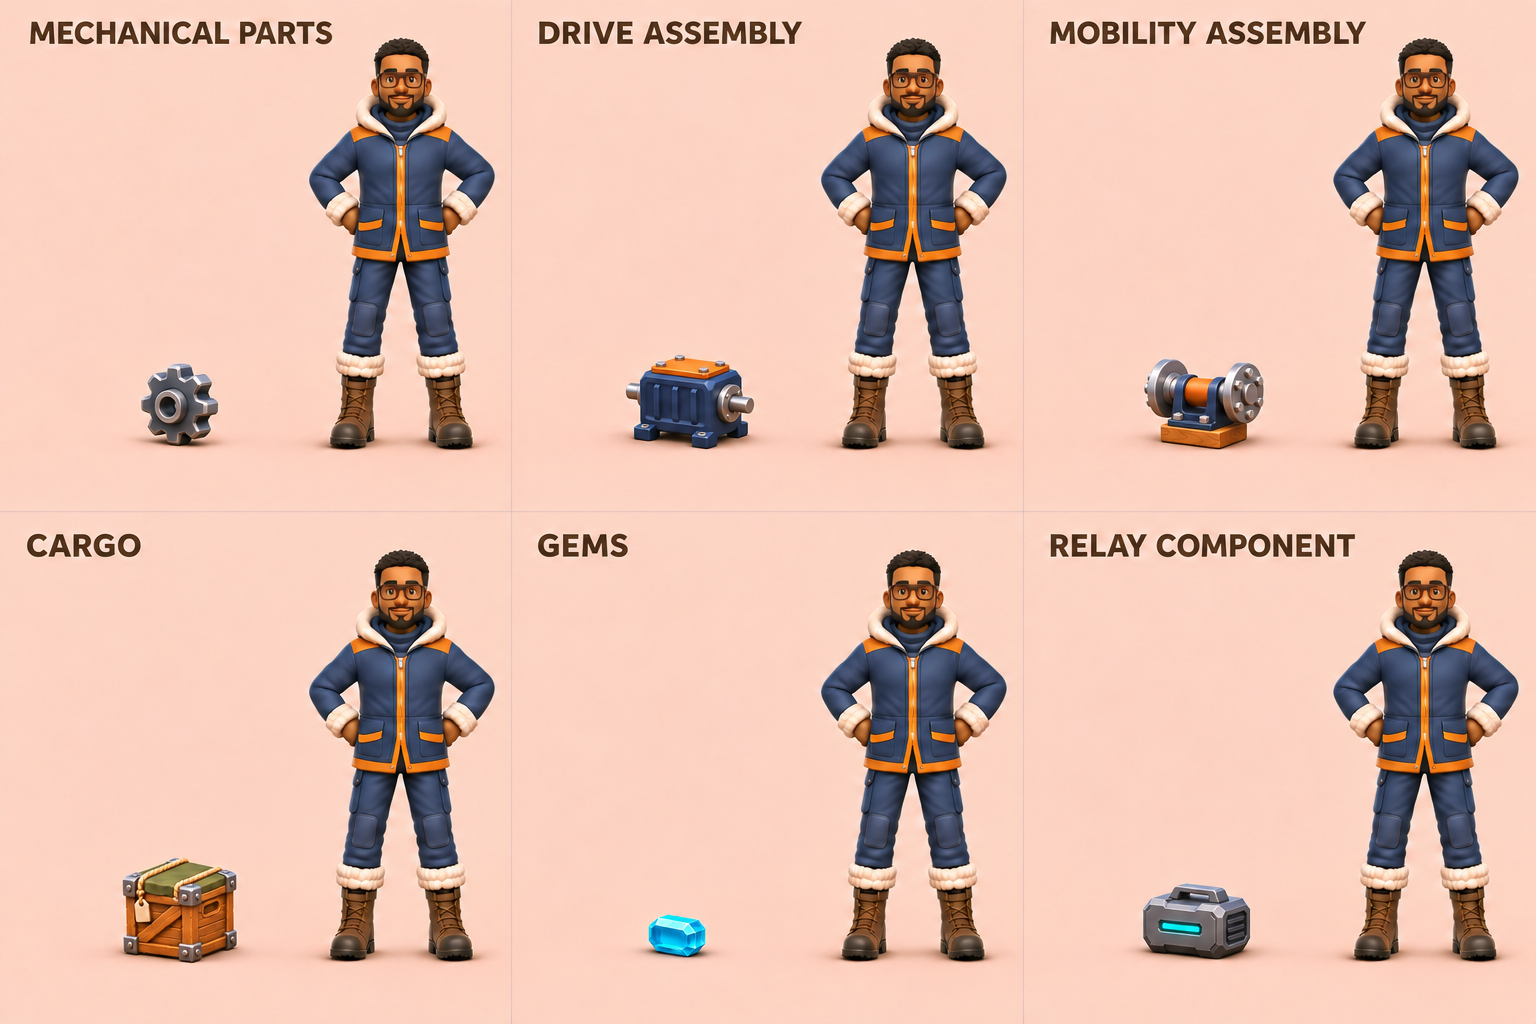 MECHANICAL PARTS
DRIVE ASSEMBLY
MOBILITY ASSEMBLY
CARGO
GEMS
RELAY COMPONENT